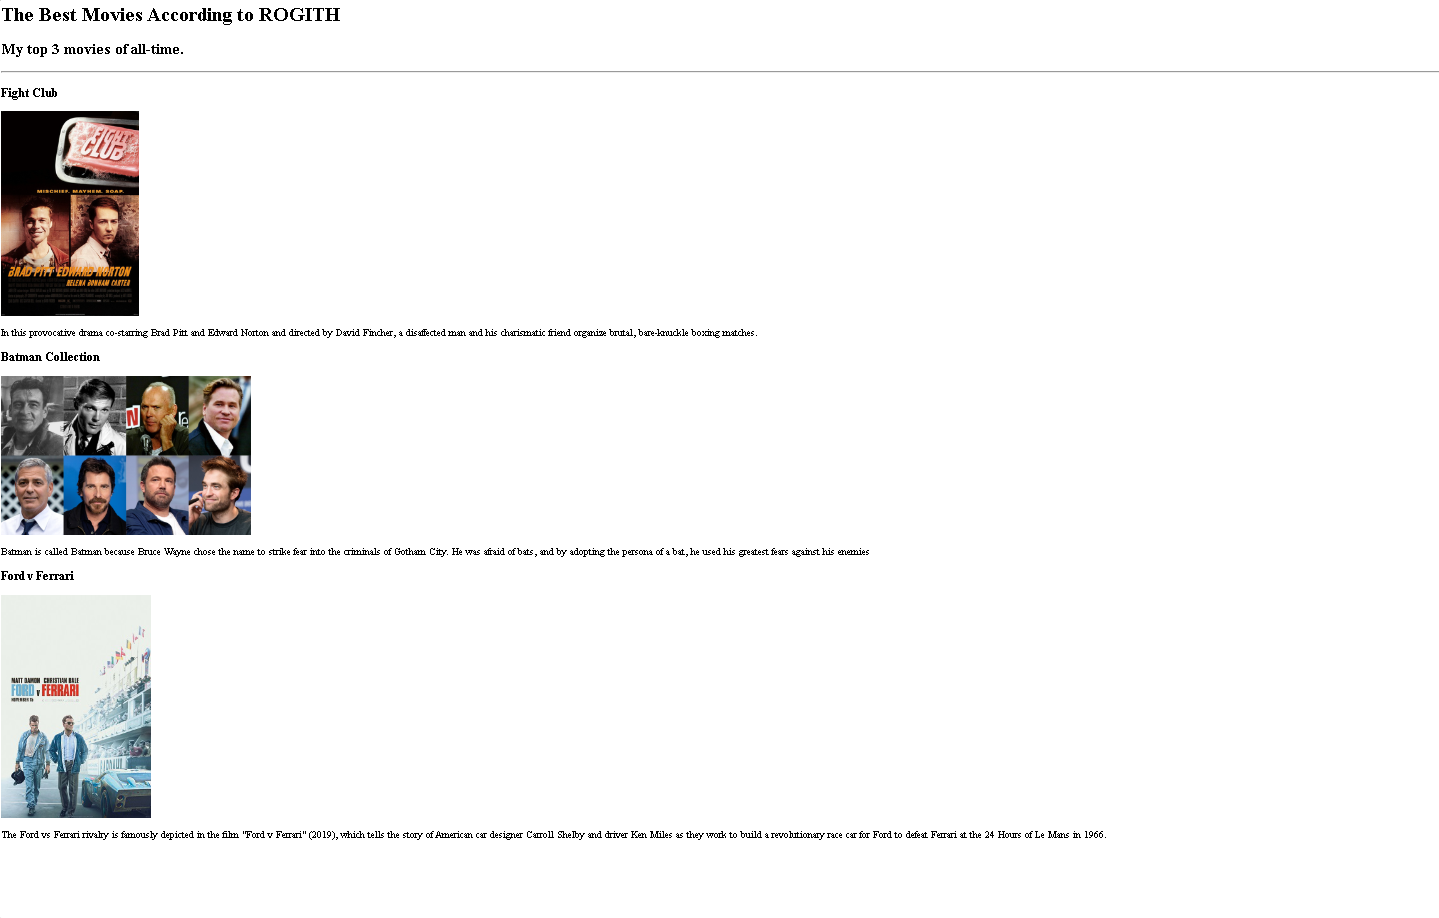 The Best Movies According to ROGITH
My top 3 movies of all-time.
Fight Club
FIGHT
CLUB
MISCHIEF. MAYHEM. SOAP.
BRAD PITT EDWARD NORTON
HELENA BONHAM CARTER
In this provocative drama co-starring Brad Pitt and Edward Norton and directed by David Fincher, a disaffected man and his charismatic friend organize brutal, bare-knuckle boxing matches.
Batman Collection
Batman is called Batman because Bruce Wayne chose the name to strike fear into the criminals of Gotham City. He was afraid of bats, and by adopting the persona of a bat, he used his greatest fears against his enemies
Ford v Ferrari
MATT DAMON CHRISTIAN BALE
FORD v FERRARI
The Ford vs Ferrari rivalry is famously depicted in the film "Ford v Ferrari" (2019), which tells the story of American car designer Carroll Shelby and driver Ken Miles as they work to build a revolutionary race car for Ford to defeat Ferrari at the 24 Hours of Le Mans in 1966.